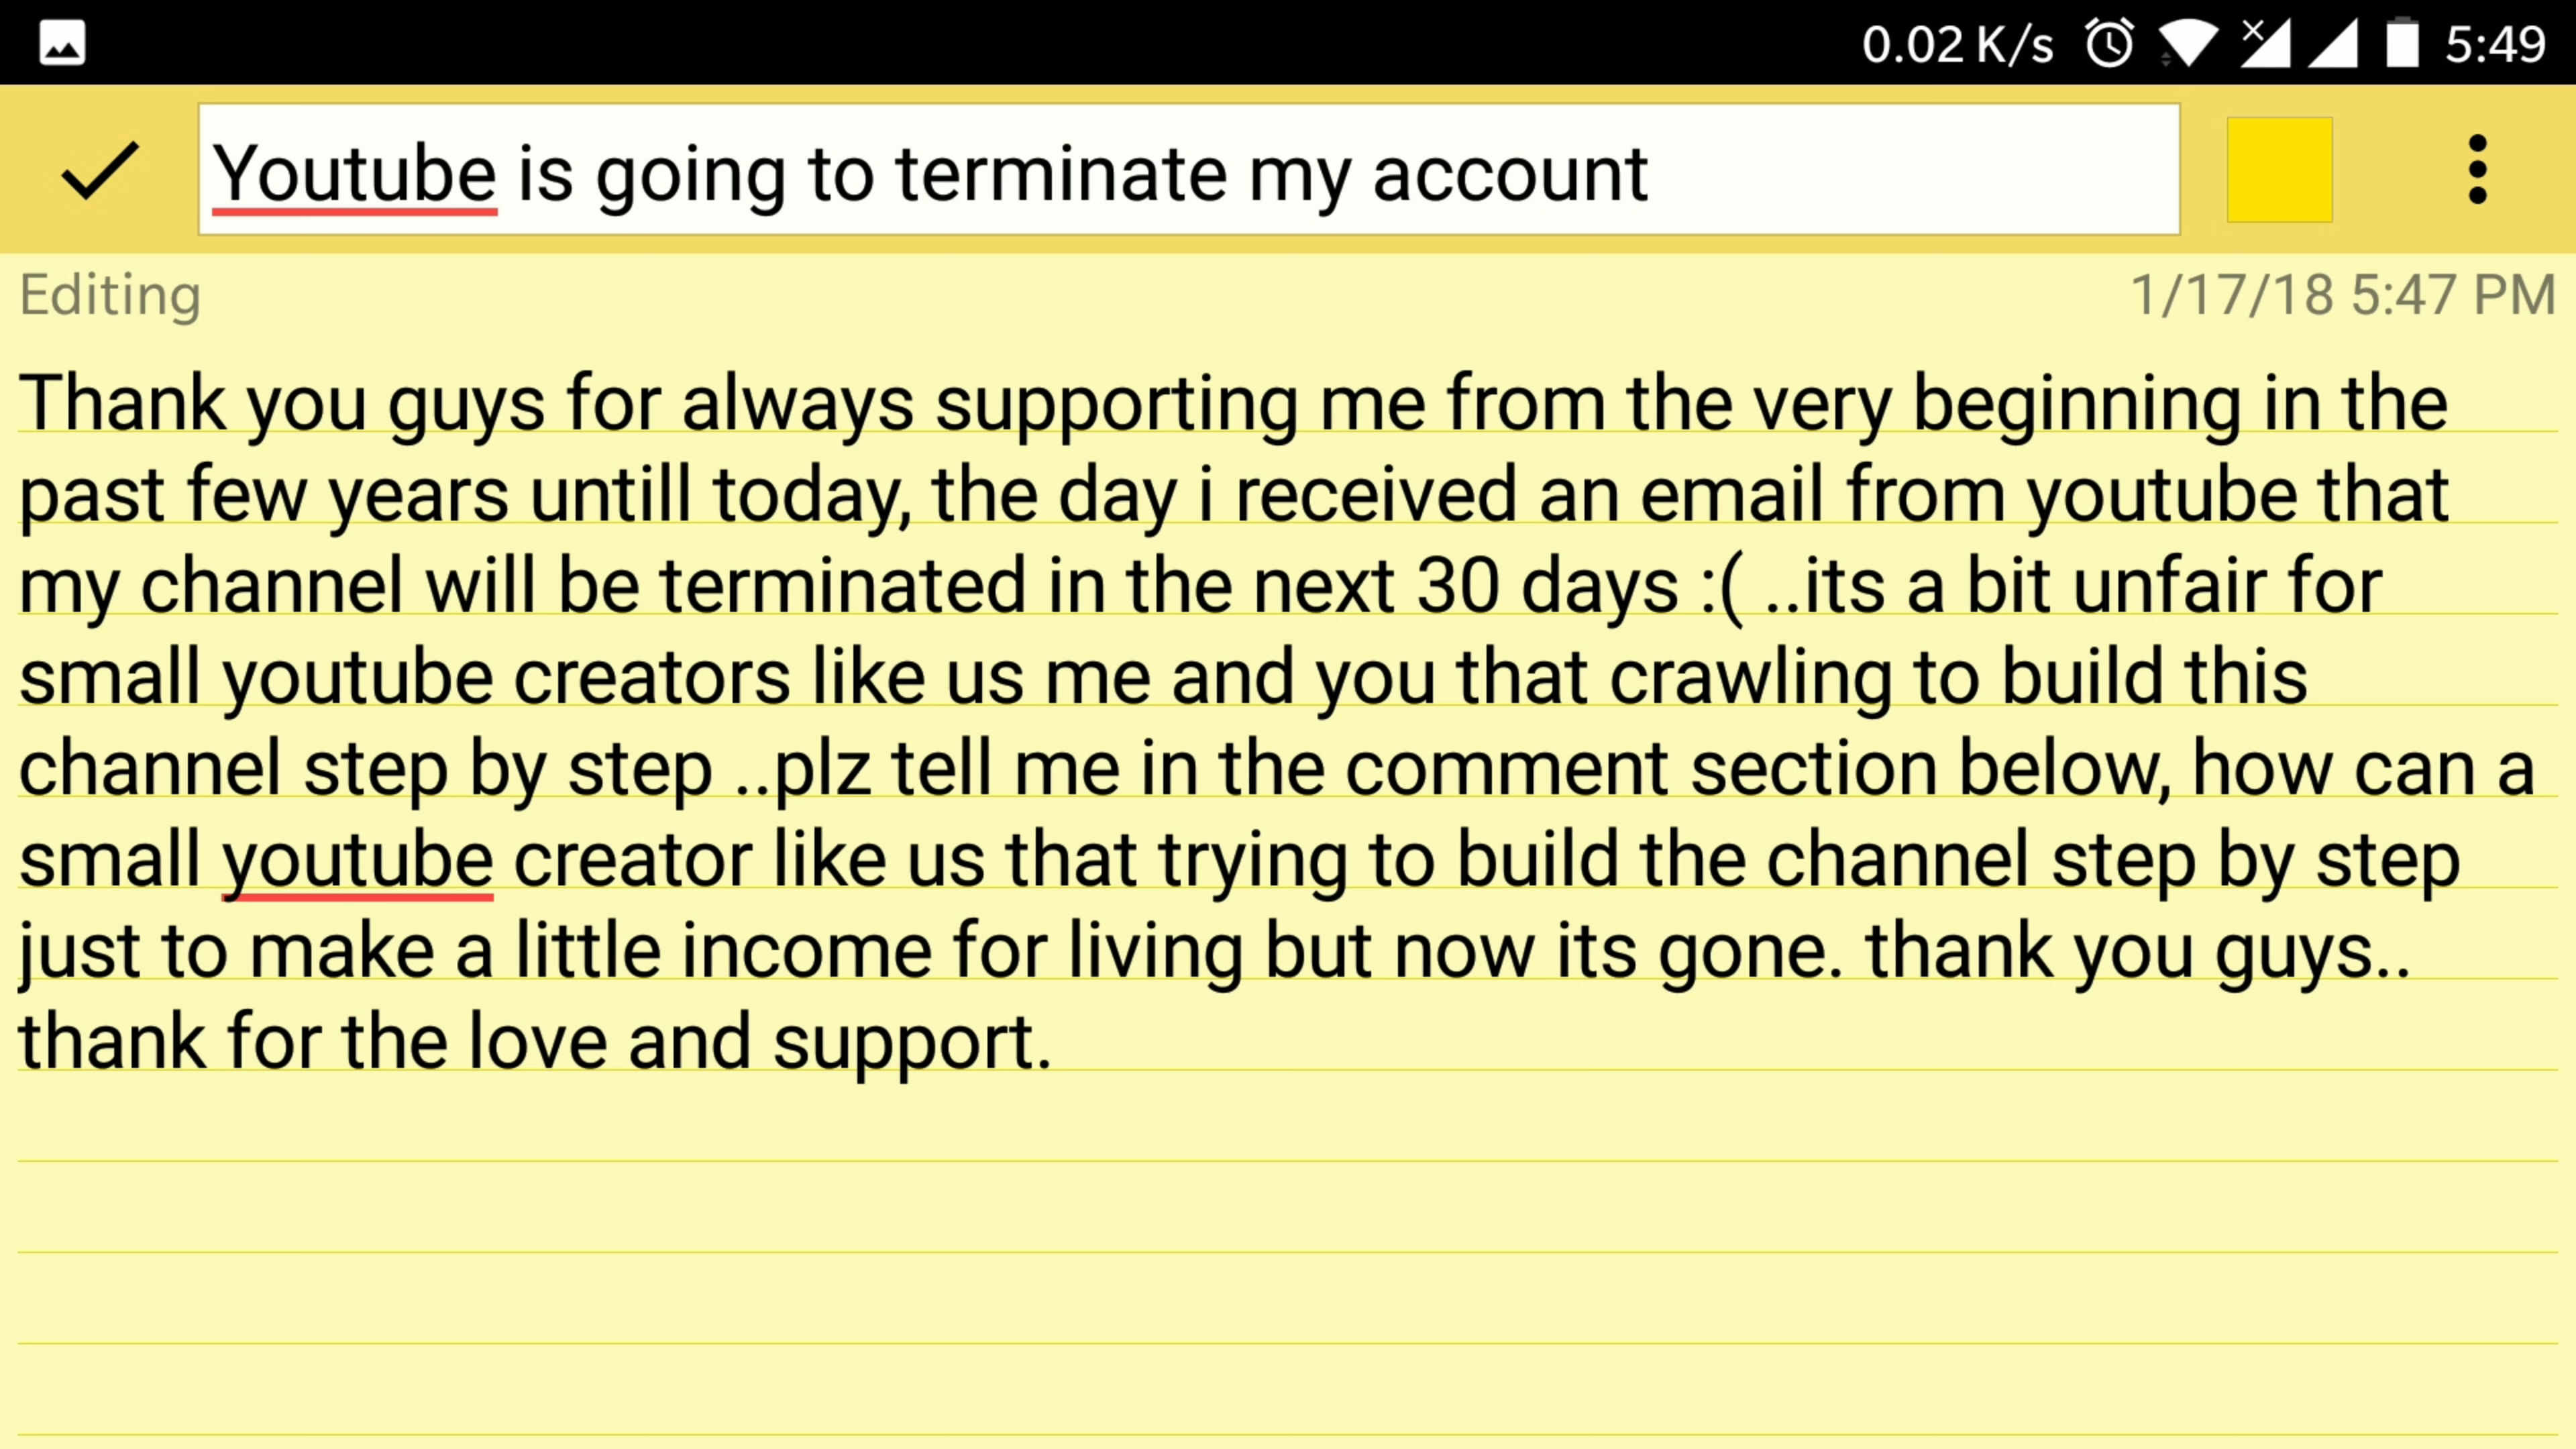 0.02 K/s 5:49
Youtube is going to terminate my account
Editing 1/17/18 5:47 PM
Thank you guys for always supporting me from the very beginning in the
past few years untill today, the day i received an email from youtube that
my channel will be terminated in the next 30 days :( ..its a bit unfair for
small youtube creators like us me and you that crawling to build this
channel step by step ..plz tell me in the comment section below, how can a
small youtube creator like us that trying to build the channel step by step
just to make a little income for living but now its gone. thank you guys..
thank for the love and support.